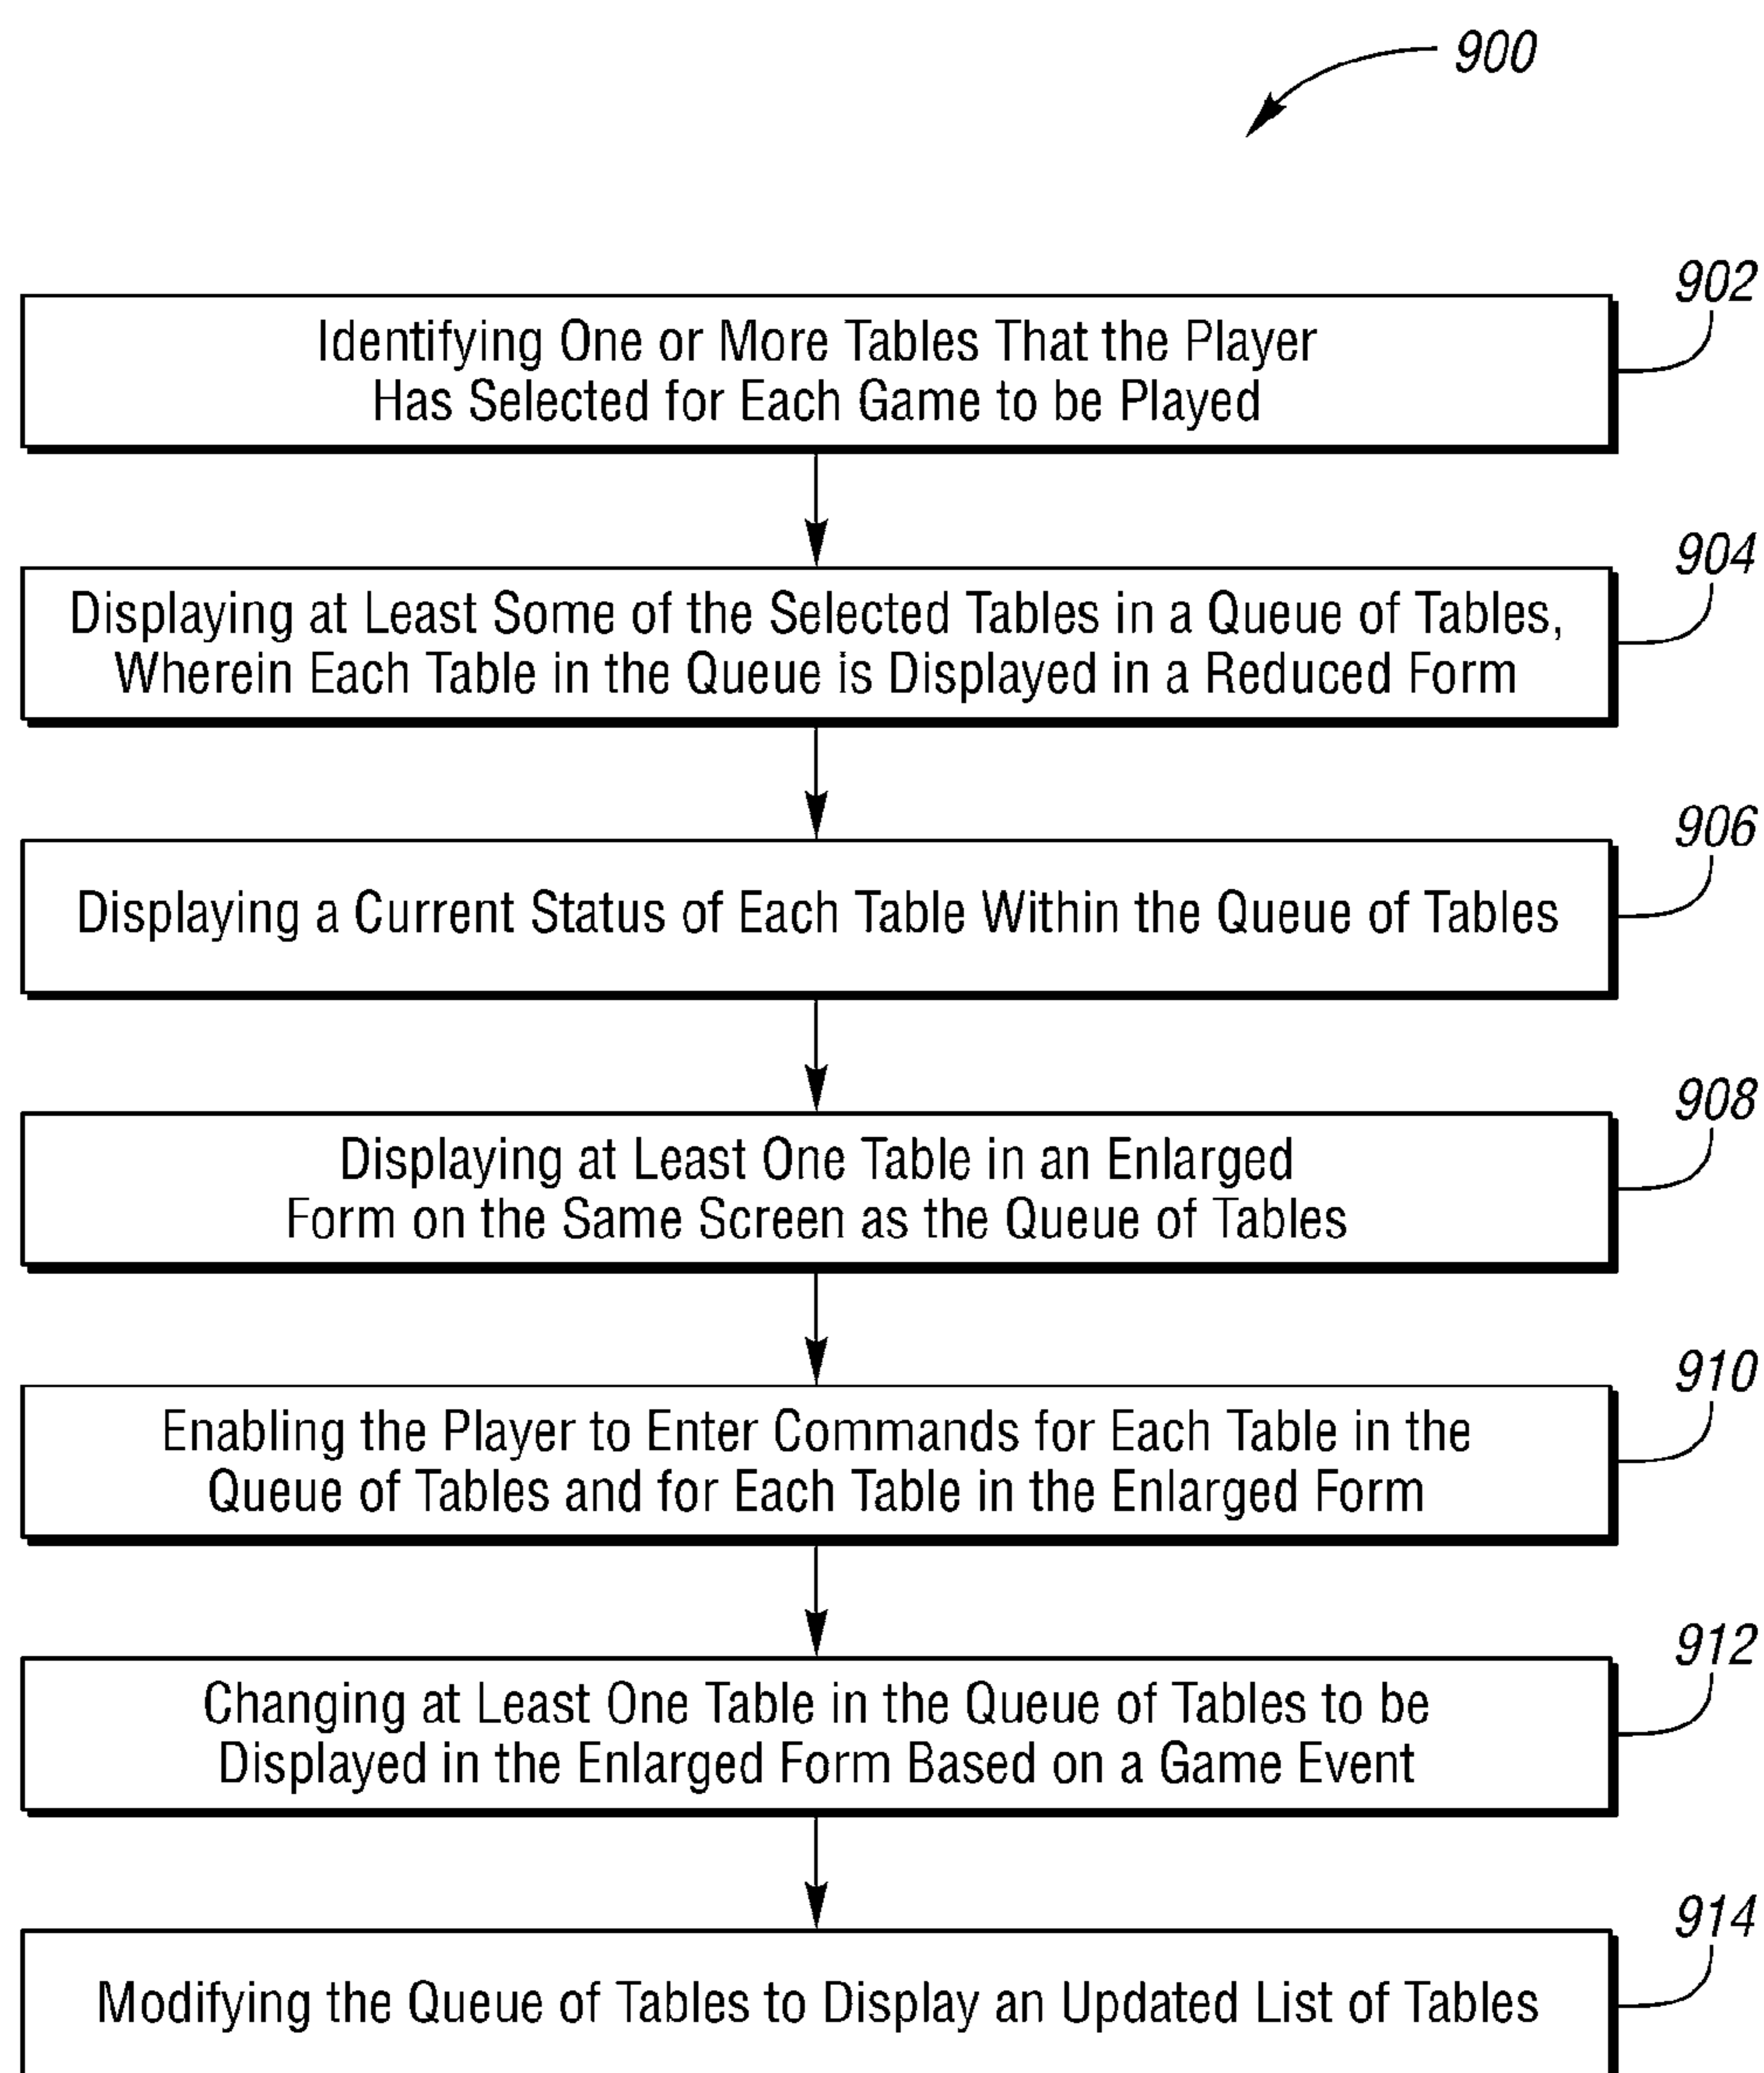 900
902
Identifying One or More Tables That the Player
Has Selected for Each Game to be Played
904
Displaying at Least Some of the Selected Tables in a Queue of Tables,
Wherein Each Table in the Queue is Displayed in a Reduced Form
906
Displaying a Current Status of Each Table Within the Queue of Tables
908
Displaying at Least One Table in an Enlarged
Form on the Same Screen as the Queue of Tables
910
Enabling the Player to Enter Commands for Each Table in the
Queue of Tables and for Each Table in the Enlarged Form
912
Changing at Least One Table in the Queue of Tables to be
Displayed in the Enlarged Form Based on a Game Event
914
Modifying the Queue of Tables to Display an Updated List of Tables